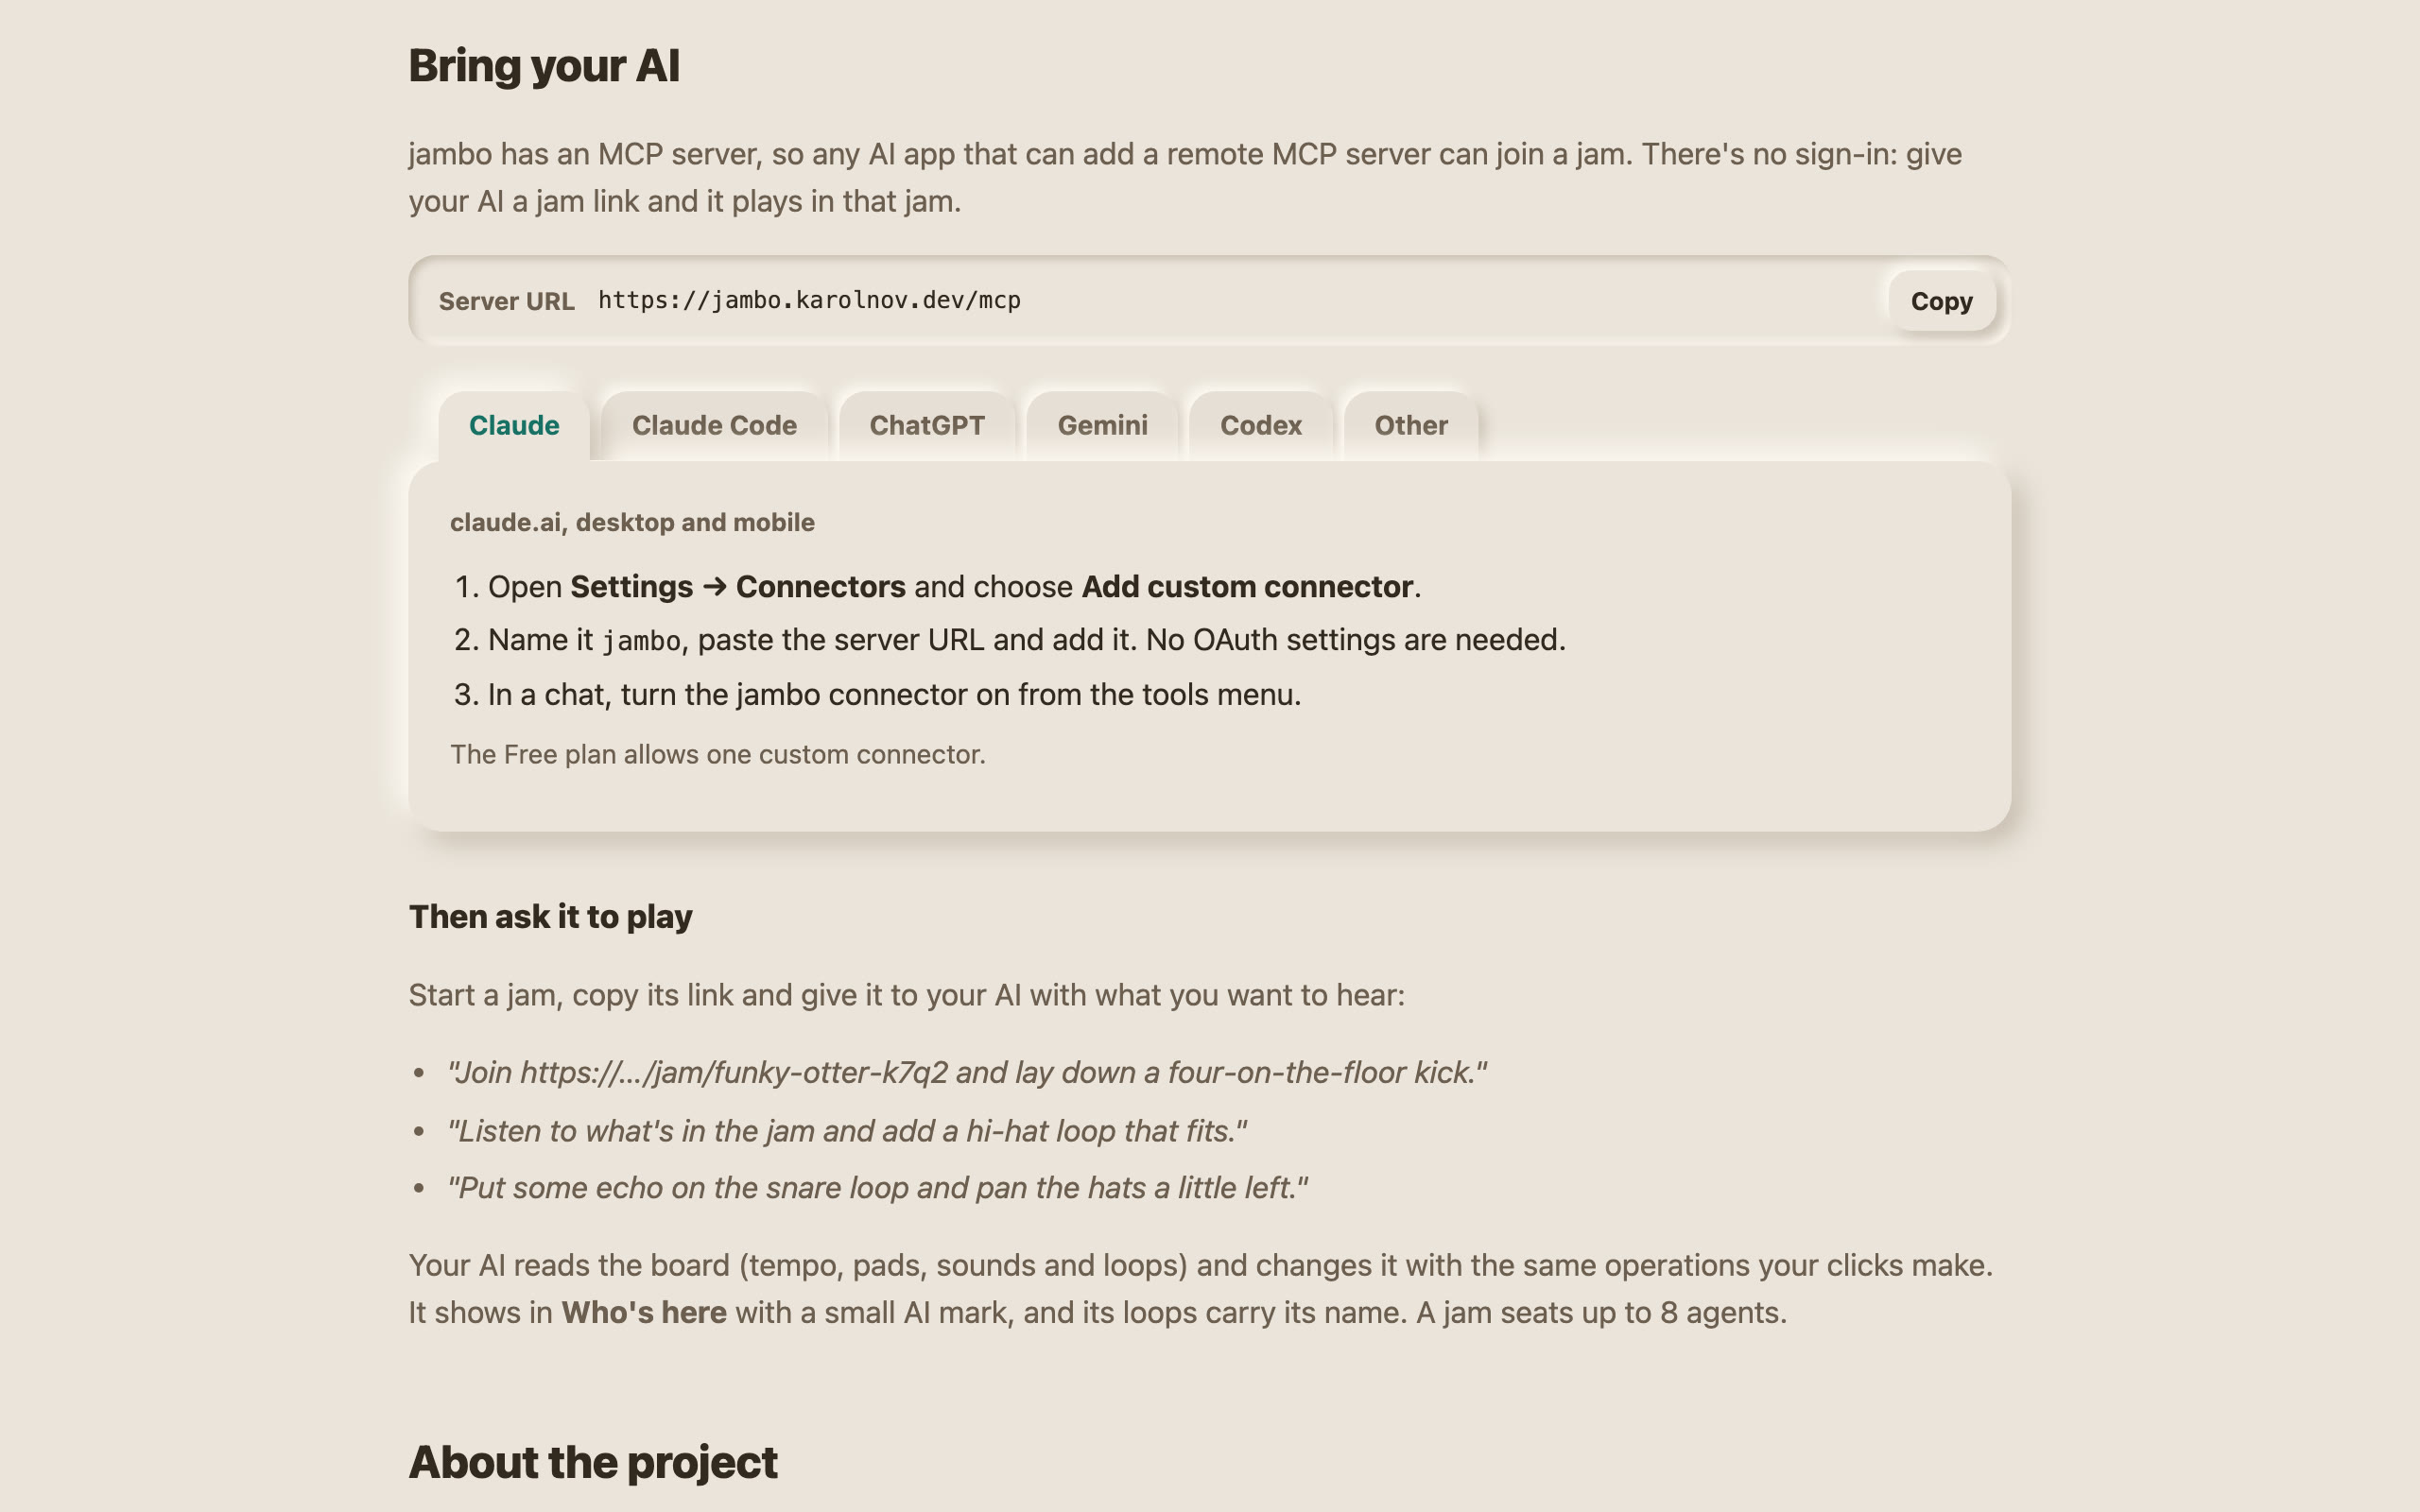 Bring your AI
jambo has an MCP server, so any AI app that can add a remote MCP server can join a jam. There's no sign-in: give
your AI a jam link and it plays in that jam.
Server URL https://jambo.karolnov.dev/mcp Copy
Claude Claude Code ChatGPT Gemini Codex Other
claude.ai, desktop and mobile
1. Open Settings → Connectors and choose Add custom connector.
2. Name it jambo, paste the server URL and add it. No OAuth settings are needed.
3. In a chat, turn the jambo connector on from the tools menu.
The Free plan allows one custom connector.
Then ask it to play
Start a jam, copy its link and give it to your AI with what you want to hear:
• "Join https://.../jam/funky-otter-k7q2 and lay down a four-on-the-floor kick."
• "Listen to what's in the jam and add a hi-hat loop that fits."
• "Put some echo on the snare loop and pan the hats a little left."
Your AI reads the board (tempo, pads, sounds and loops) and changes it with the same operations your clicks make.
It shows in Who's here with a small AI mark, and its loops carry its name. A jam seats up to 8 agents.
About the project